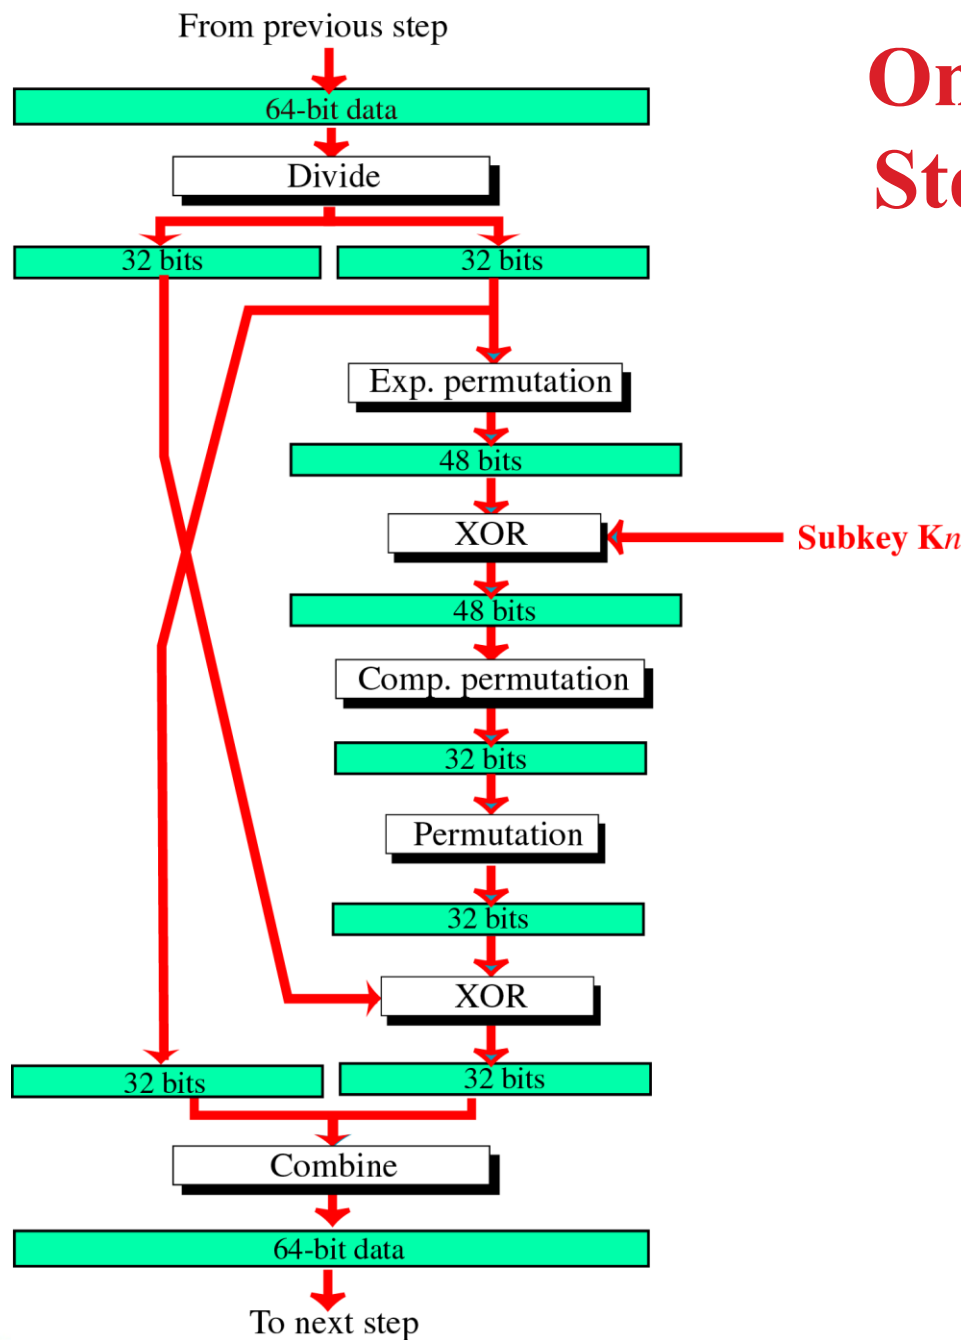 From previous step
64-bit data
Divide
32 bits
32 bits
Exp. permutation
48 bits
XOR
Subkey Kn
48 bits
Comp. permutation
32 bits
Permutation
32 bits
XOR
32 bits
32 bits
Combine
64-bit data
To next step